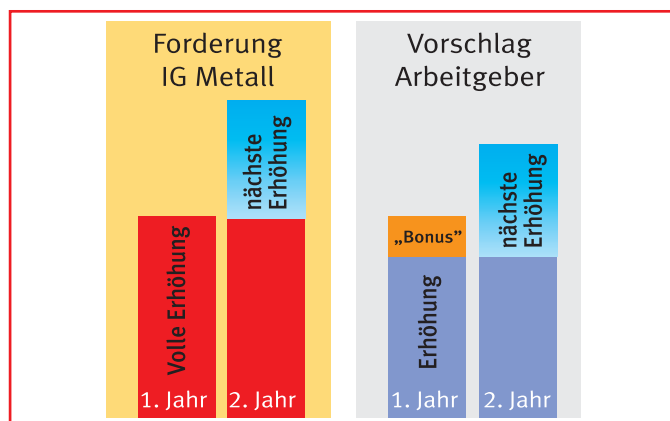 Forderung
IG Metall
Volle Erhöhung
1. Jahr
nächste
Erhöhung
2. Jahr
Vorschlag
Arbeitgeber
„Bonus”
Erhöhung
1. Jahr
nächste
Erhöhung
2. Jahr